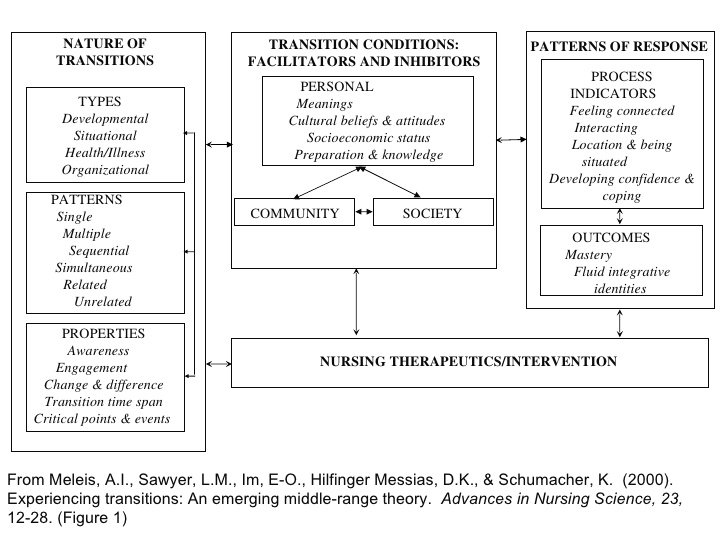 NATURE OF
TRANSITIONS
TYPES
Developmental
Situational
Health/Illness
Organizational
PATTERNS
Single
Multiple
Sequential
Simultaneous
Related
Unrelated
PROPERTIES
Awareness
Engagement
Change & difference
Transition time span
Critical points & events
TRANSITION CONDITIONS:
FACILITATORS AND INHIBITORS
PERSONAL
Meanings
Cultural beliefs & attitudes
Socioeconomic status
Preparation & knowledge
COMMUNITY
SOCIETY
PATTERNS OF RESPONSE
PROCESS
INDICATORS
Feeling connected
Interacting
Location & being
situated
Developing confidence &
coping
OUTCOMES
Mastery
Fluid integrative
identities
NURSING THERAPEUTICS/INTERVENTION
From Meleis, A.I., Sawyer, L.M., Im, E-O., Hilfinger Messias, D.K., & Schumacher, K. (2000).
Experiencing transitions: An emerging middle-range theory. Advances in Nursing Science, 23,
12-28. (Figure 1)